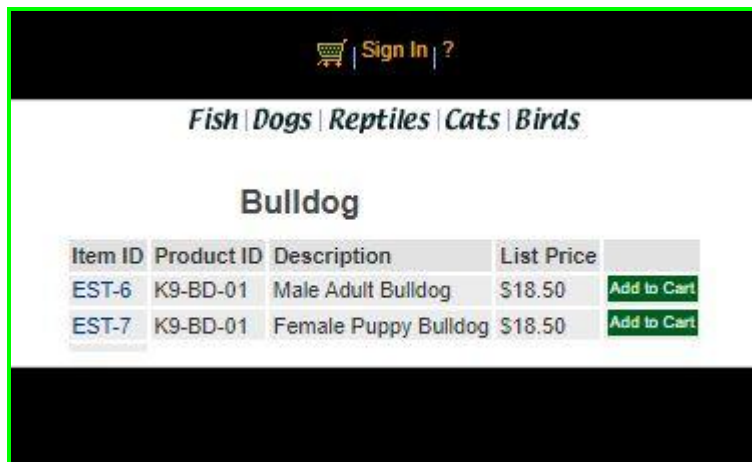 Sign In | ?
Fish | Dogs | Reptiles | Cats | Birds
Bulldog
Item ID Product ID Description List Price
EST-6 K9-BD-01 Male Adult Bulldog $18.50 Add to Cart
EST-7 K9-BD-01 Female Puppy Bulldog $18.50 Add to Cart